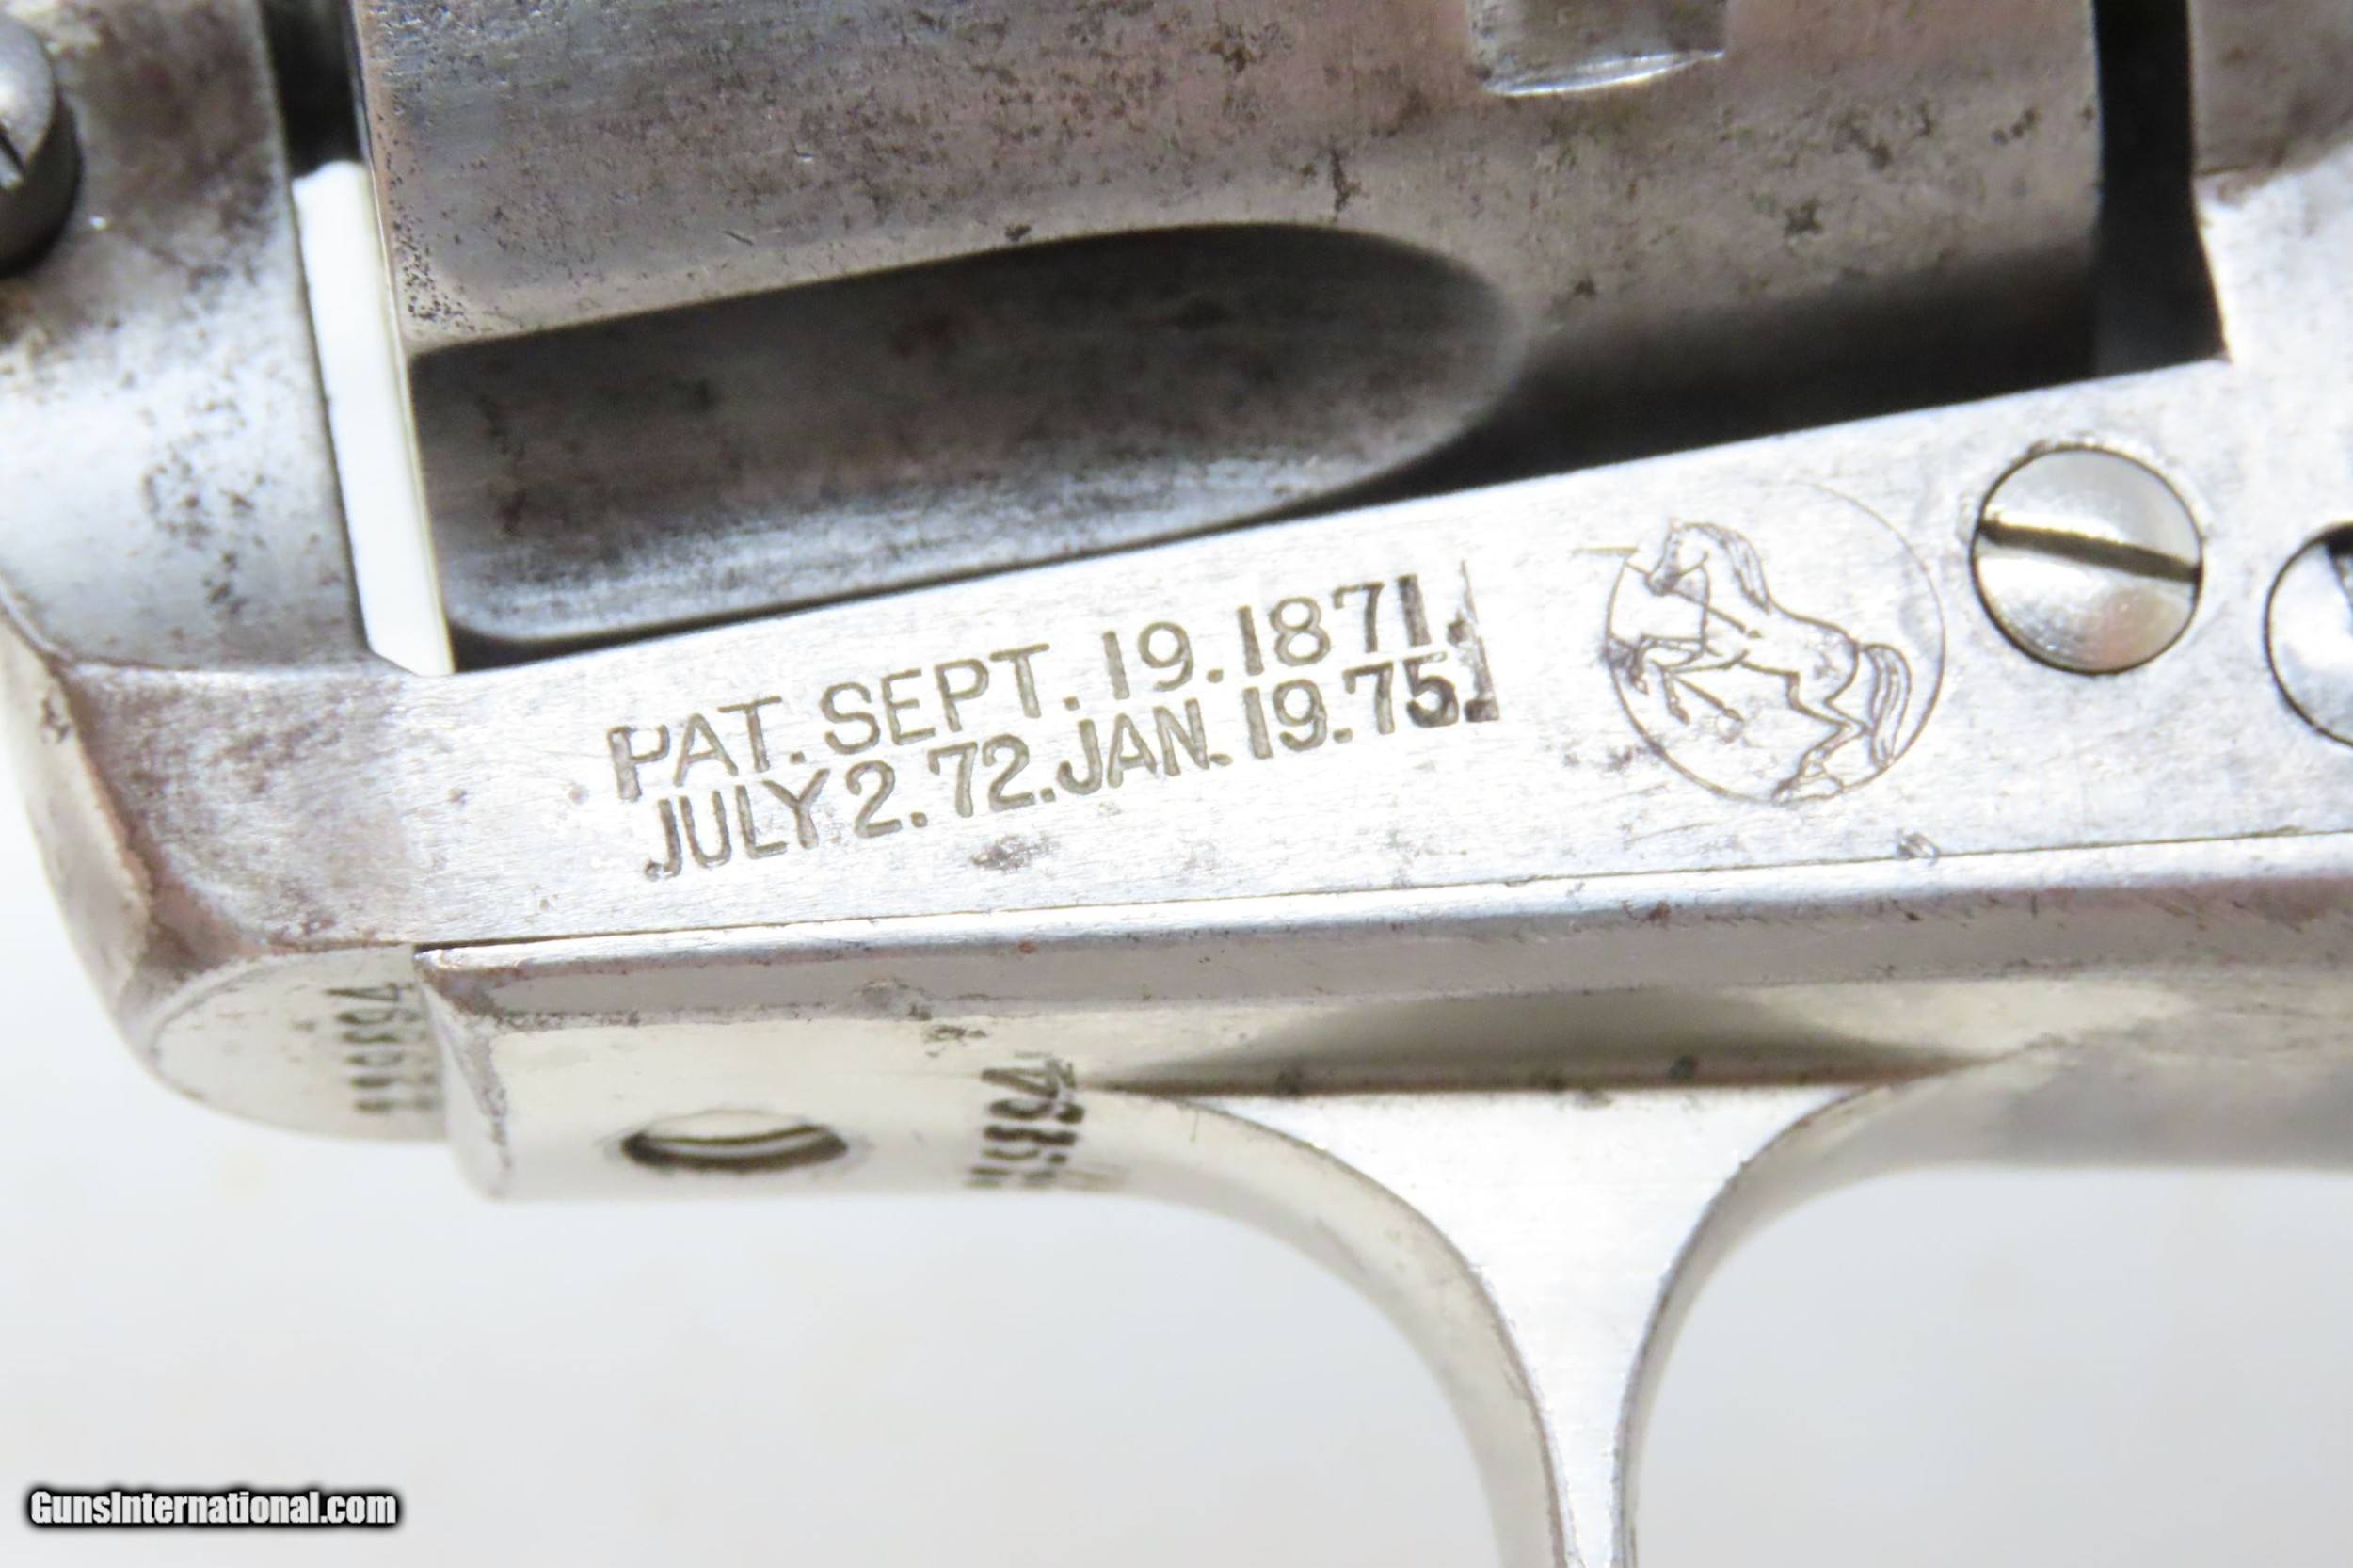 PAT. SEPT. 19. 1871.
JULY 2. 72. JAN. 19. 75.
GunsInternational.com